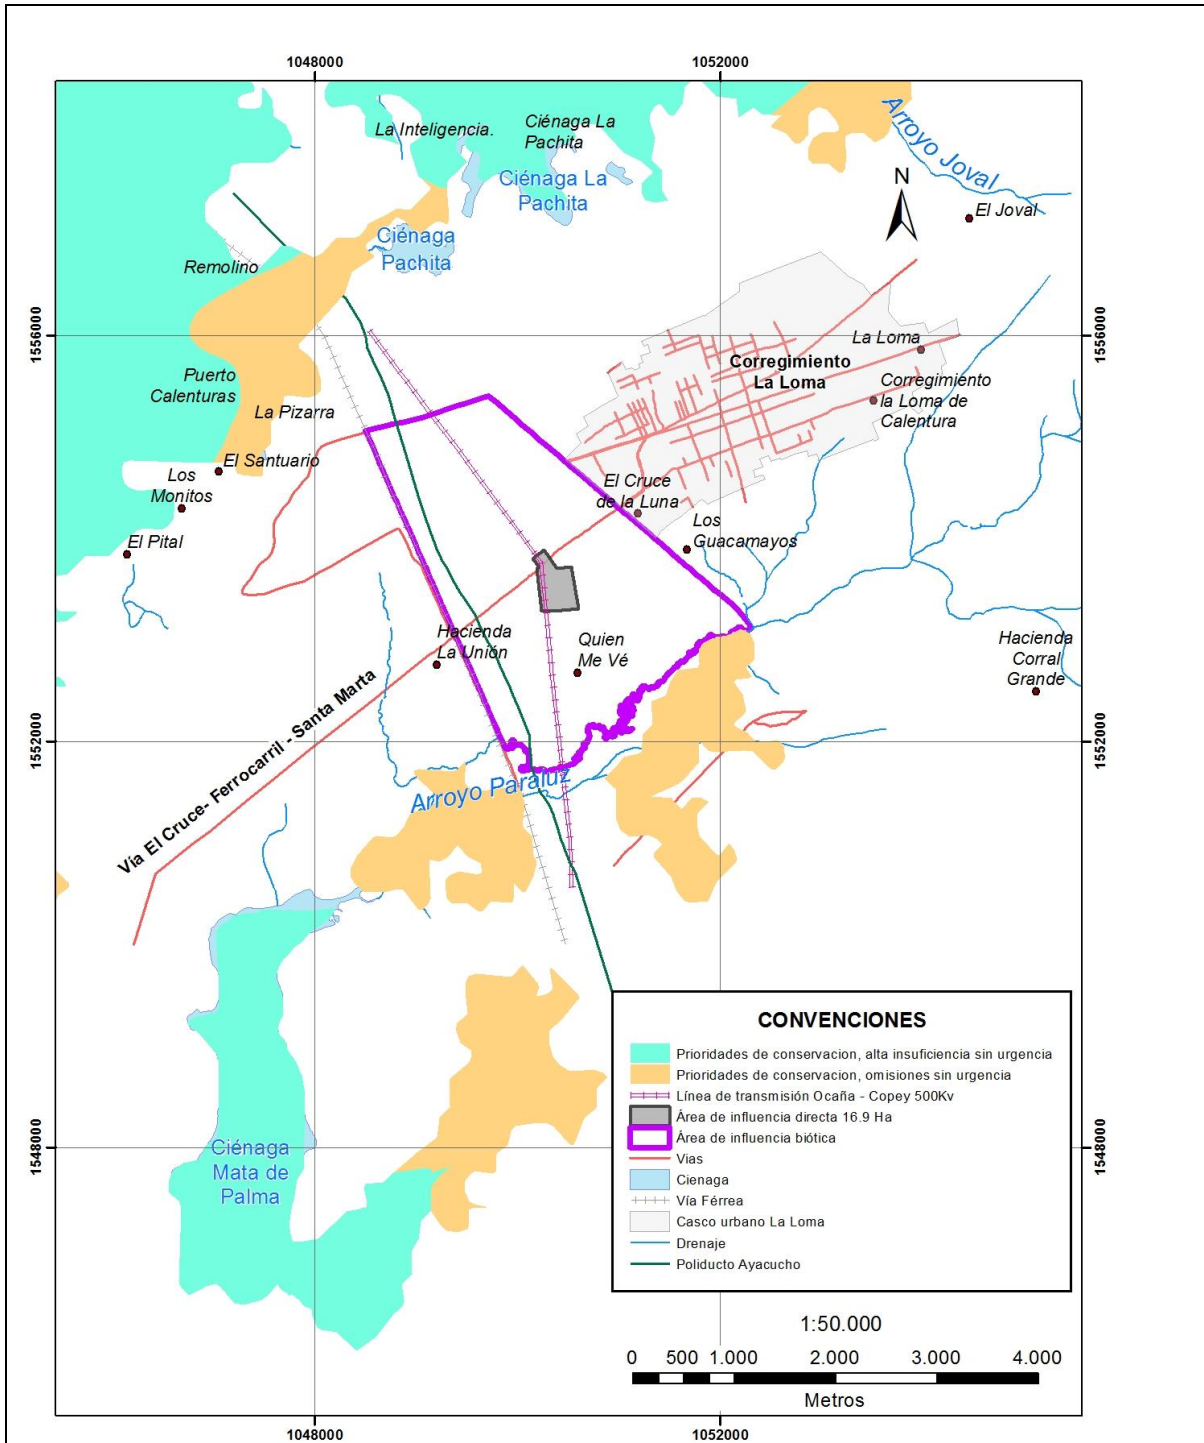 1048000
1052000
La Inteligencia.
Ciénaga La
Pachita
Arroyo Joval
Ciénaga La
Pachita
N
El Joval
Ciénaga
Pachita
Remolino
1556000
1556000
La Loma
Corregimiento
La Loma
Puerto
Calenturas
Corregimiento
la Loma de
Calentura
La Pizarra
El Santuario
Los
Monitos
El Cruce
de la Luna
Los
Guacamayos
El Pital
Hacienda
La Unión
Quien
Me Vé
Hacienda
Corral
Grande
Vía El Cruce- Ferrocarril - Santa Marta
1552000
1552000
Arroyo Paraluz
CONVENCIONES
Prioridades de conservacion, alta insuficiencia sin urgencia
Prioridades de conservacion, omisiones sin urgencia
Línea de transmisión Ocaña - Copey 500Kv
Área de influencia directa 16.9 Ha
Área de influencia biótica
Vias
Cienaga
Vía Férrea
Casco urbano La Loma
Drenaje
Poliducto Ayacucho
1548000
1548000
Ciénaga
Mata de
Palma
1:50.000
0 500 1.000 2.000 3.000 4.000
Metros
1048000
1052000